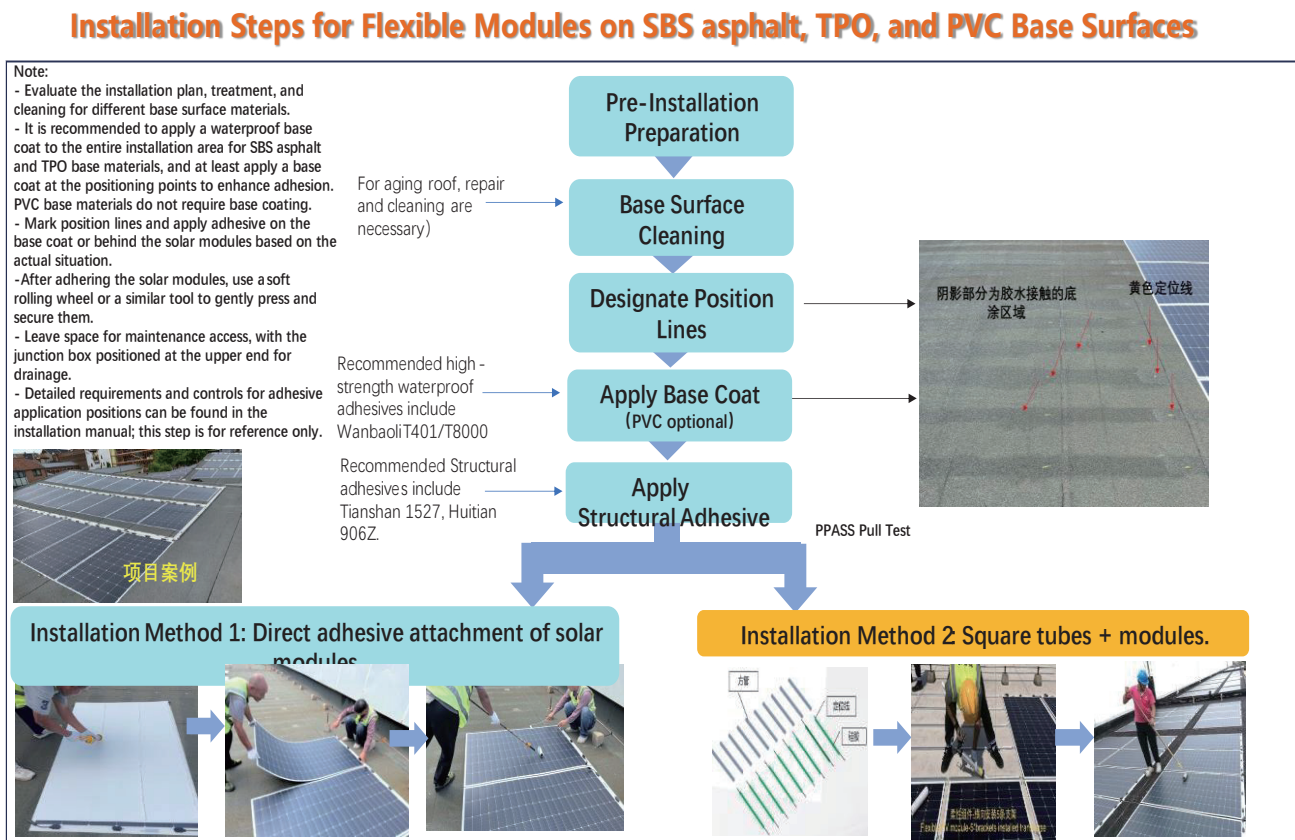 Installation Steps for Flexible Modules on SBS asphalt, TPO, and PVC Base Surfaces
Note:
- Evaluate the installation plan, treatment, and
cleaning for different base surface materials.
- It is recommended to apply a waterproof base
coat to the entire installation area for SBS asphalt
and TPO base materials, and at least apply a base
coat at the positioning points to enhance adhesion.
PVC base materials do not require base coating.
- Mark position lines and apply adhesive on the
base coat or behind the solar modules based on the
actual situation.
-After adhering the solar modules, use a soft
rolling wheel or a similar tool to gently press and
secure them.
- Leave space for maintenance access, with the
junction box positioned at the upper end for
drainage.
- Detailed requirements and controls for adhesive
application positions can be found in the
installation manual; this step is for reference only.
项目案例
Pre-Installation
Preparation
For aging roof, repair
and cleaning are
necessary)
Base Surface
Cleaning
Designate Position
Lines
阴影部分为胶水接触的底
涂区域
黄色定位线
Recommended high-
strength waterproof
adhesives include
WanbaoliT401/T8000
Apply Base Coat
(PVC optional)
Recommended Structural
adhesives include
Tianshan 1527, Huitian
906Z.
Apply
Structural Adhesive
PPASS Pull Test
Installation Method 1: Direct adhesive attachment of solar
modules
Installation Method 2: Square tubes + modules.
方管
定位线
硅胶